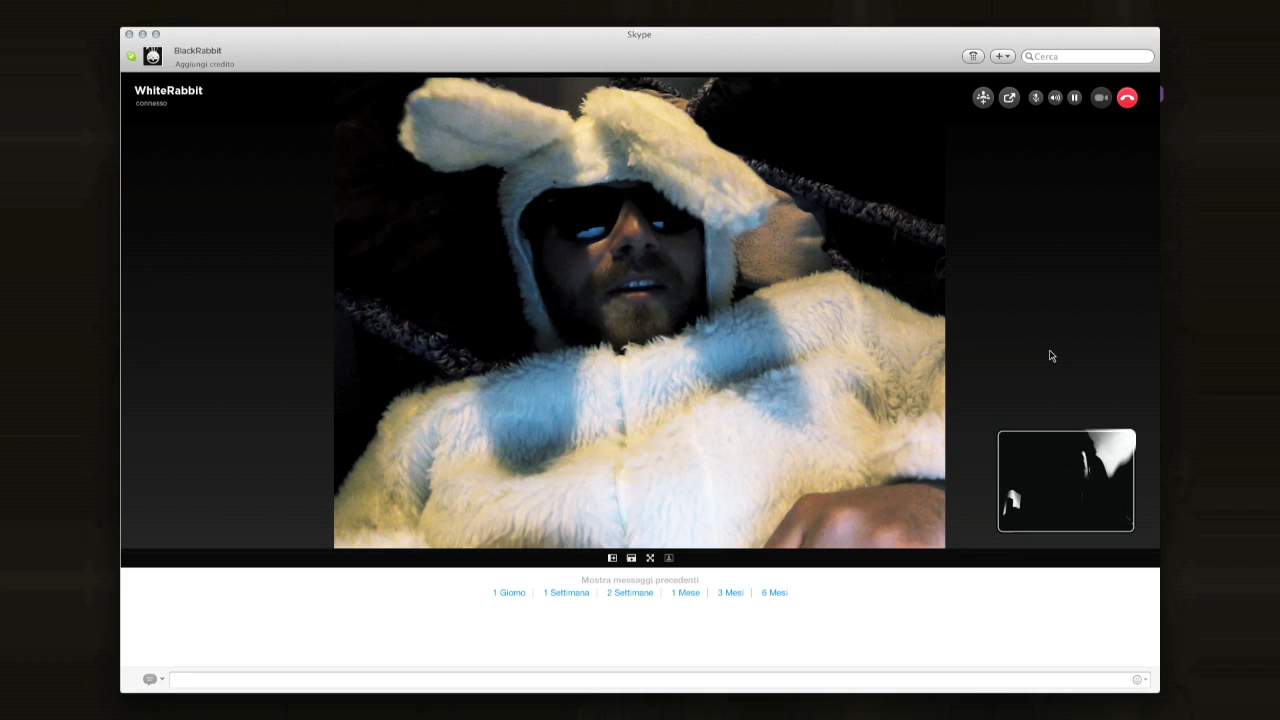 Skype
BlackRabbit
Aggiungi credito
Cerca
WhiteRabbit
connesso
Mostra messaggi precedenti
1 Giorno 1 Settimana 2 Settimane 1 Mese 3 Mesi 6 Mesi